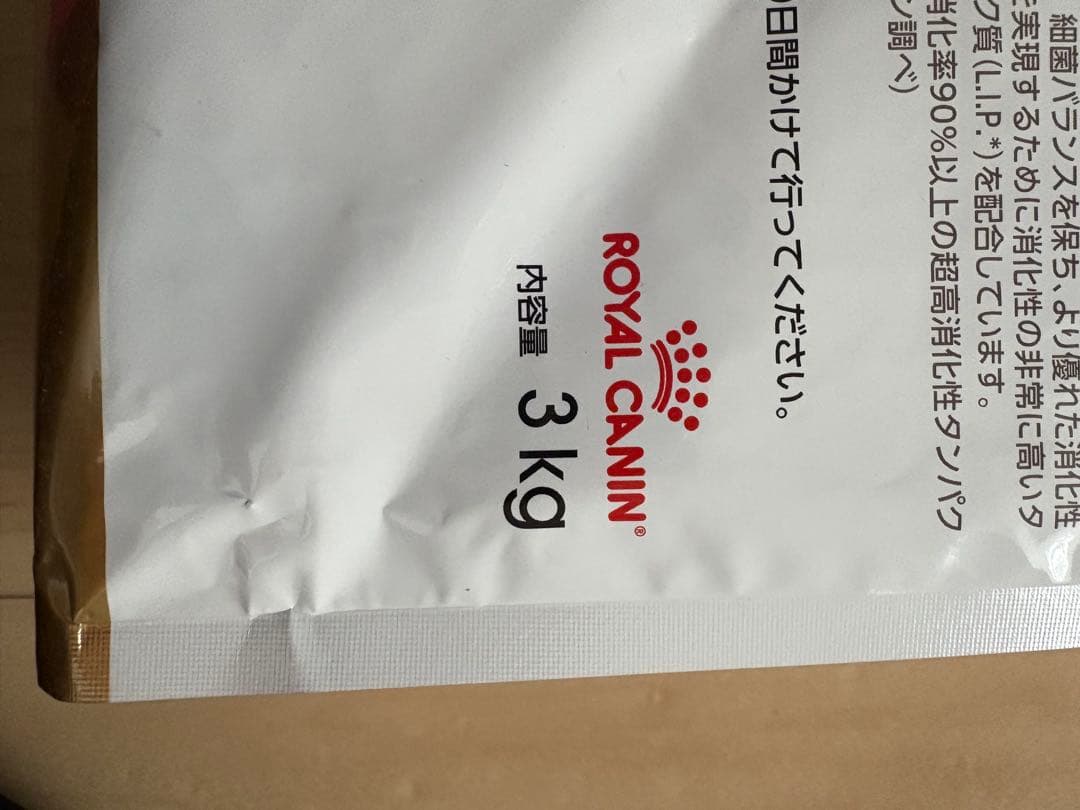 細菌バランスを保ち、より優れた消化性
を実現するために消化性の非常に高いタ
ク質(L.I.P.*)を配合しています。
消化率90%以上の超高消化性タンパク
ン調べ)
日間かけて行ってください。
ROYAL CANIN®
内容量 3kg